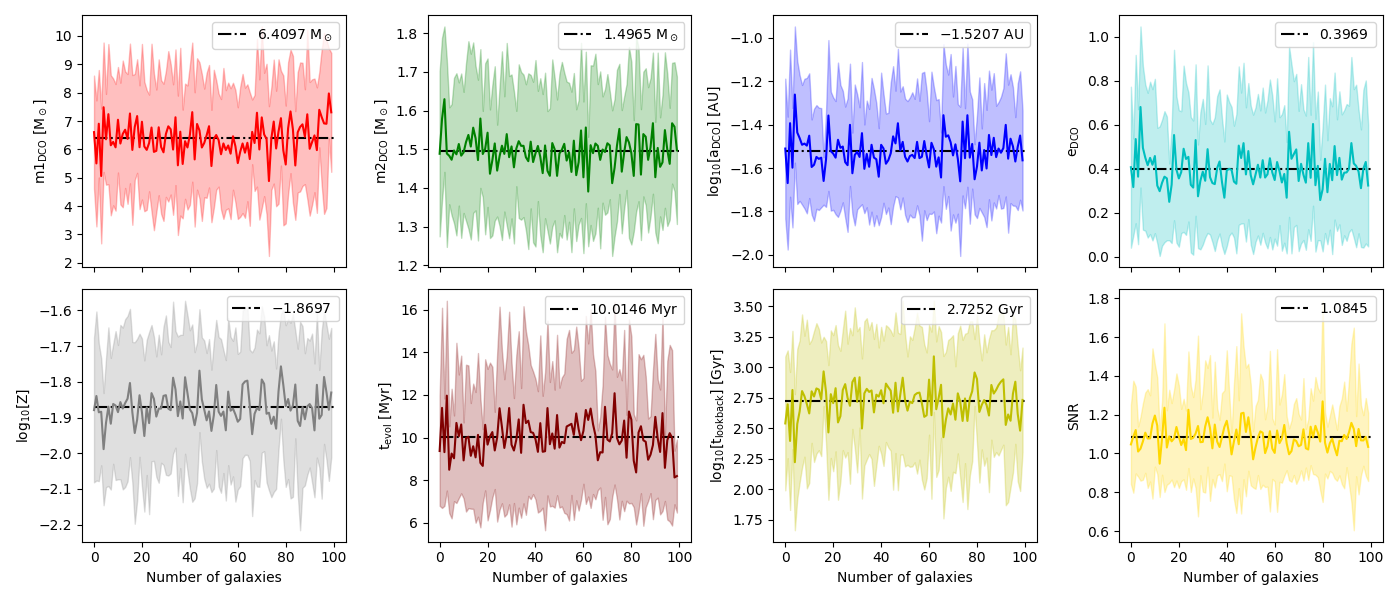 6.4097 M⊙
1.4965 M⊙
−1.5207 AU
0.3969
m1DCO [M⊙]
10
9
8
7
6
5
4
3
2
m2DCO [M⊙]
1.8
1.7
1.6
1.5
1.4
1.3
1.2
log10[aDCO] [AU]
−1.0
−1.2
−1.4
−1.6
−1.8
−2.0
eDCO
1.0
0.8
0.6
0.4
0.2
0.0
−1.8697
10.0146 Myr
2.7252 Gyr
1.0845
log10[Z]
−1.6
−1.7
−1.8
−1.9
−2.0
−2.1
−2.2
tevol [Myr]
16
14
12
10
8
6
log10[tlookback] [Gyr]
3.50
3.25
3.00
2.75
2.50
2.25
2.00
1.75
SNR
1.8
1.6
1.4
1.2
1.0
0.8
0.6
0 20 40 60 80 100
0 20 40 60 80 100
0 20 40 60 80 100
0 20 40 60 80 100
Number of galaxies
Number of galaxies
Number of galaxies
Number of galaxies